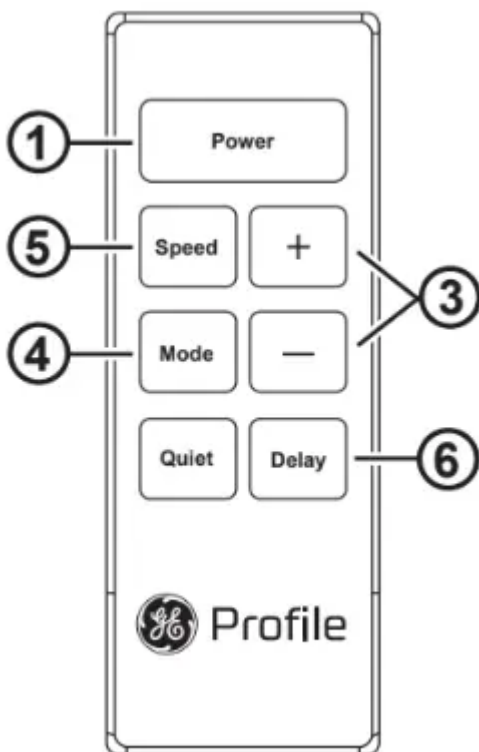 1 Power
5 Speed + 3
4 Mode —
Quiet Delay 6
GE Profile